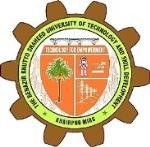 THE BENAZIR BHUTTO SHAHEED UNIVERSITY OF TECHNOLOGY AND SKILL DEVELOPMENT
TECHNOLOGY FOR EMPOWERMENT
KHAIRPUR MIRS